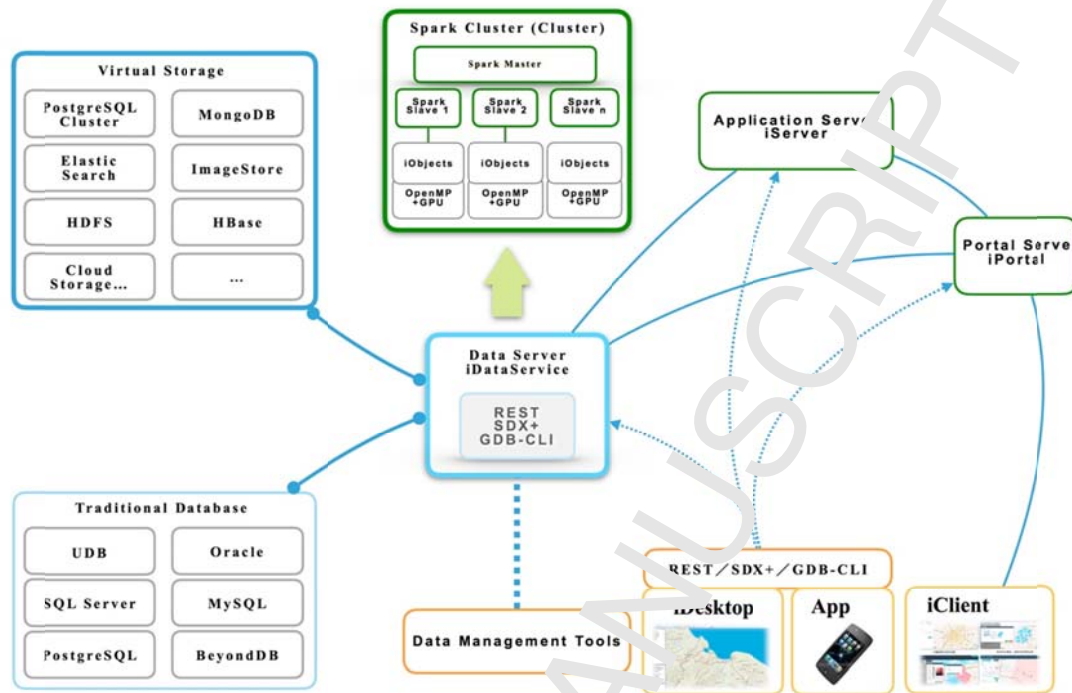 Virtual Storage
PostgreSQL
Cluster
MongoDB
Elastic
Search
ImageStore
HDFS
HBase
Cloud
Storage...
...
Spark Cluster (Cluster)
Spark Master
Spark
Slave 1
Spark
Slave 2
Spark
Slave n
iObjects
iObjects
iObjects
OpenMP
+GPU
OpenMP
+GPU
OpenMP
+GPU
Application Serve
iServer
Portal Serve
iPortal
Data Server
iDataService
REST
SDX+
GDB-CLI
Traditional Database
UDB
Oracle
SQL Server
MySQL
PostgreSQL
BeyondDB
Data Management Tools
REST／SDX+／GDB-CLI
iDesktop
App
iClient
ANUSCRIPT